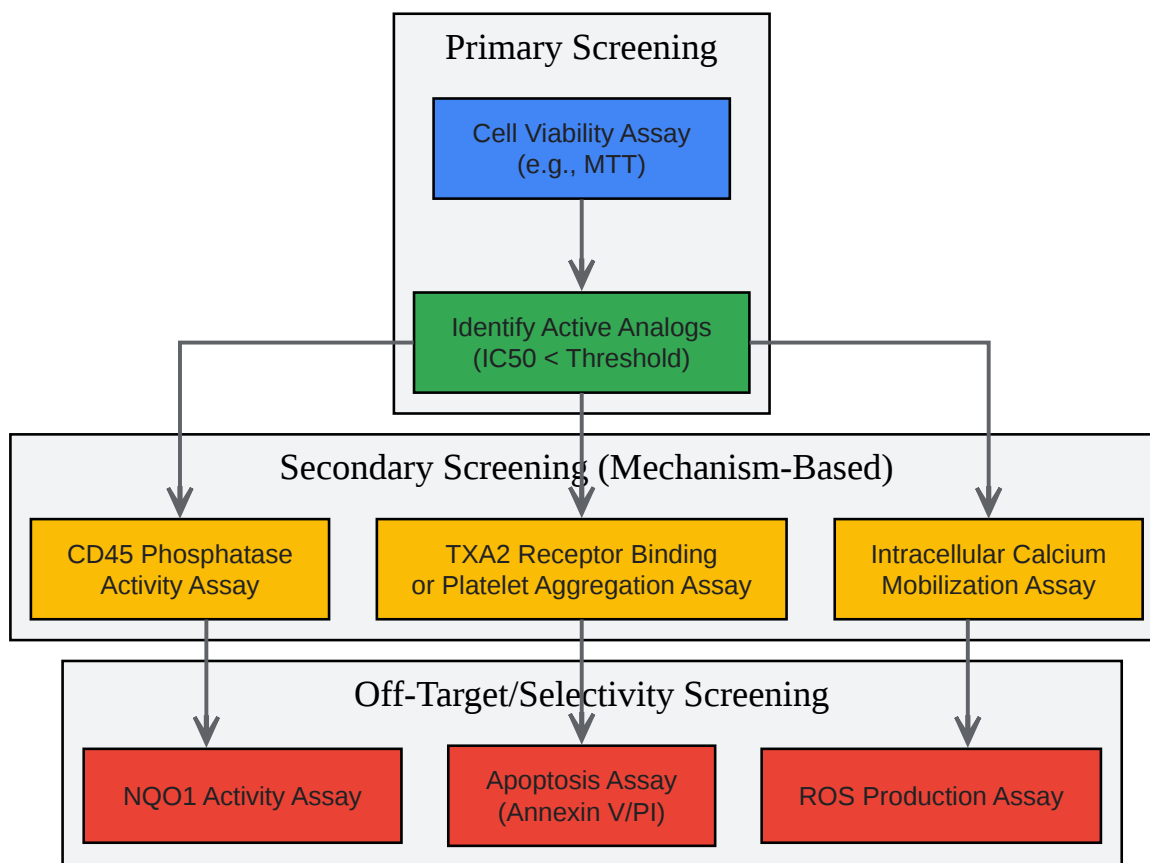 Primary Screening
Cell Viability Assay
(e.g., MTT)
Identify Active Analogs
(IC50 < Threshold)
Secondary Screening (Mechanism-Based)
CD45 Phosphatase
Activity Assay
TXA2 Receptor Binding
or Platelet Aggregation Assay
Intracellular Calcium
Mobilization Assay
Off-Target/Selectivity Screening
NQO1 Activity Assay
Apoptosis Assay
(Annexin V/PI)
ROS Production Assay